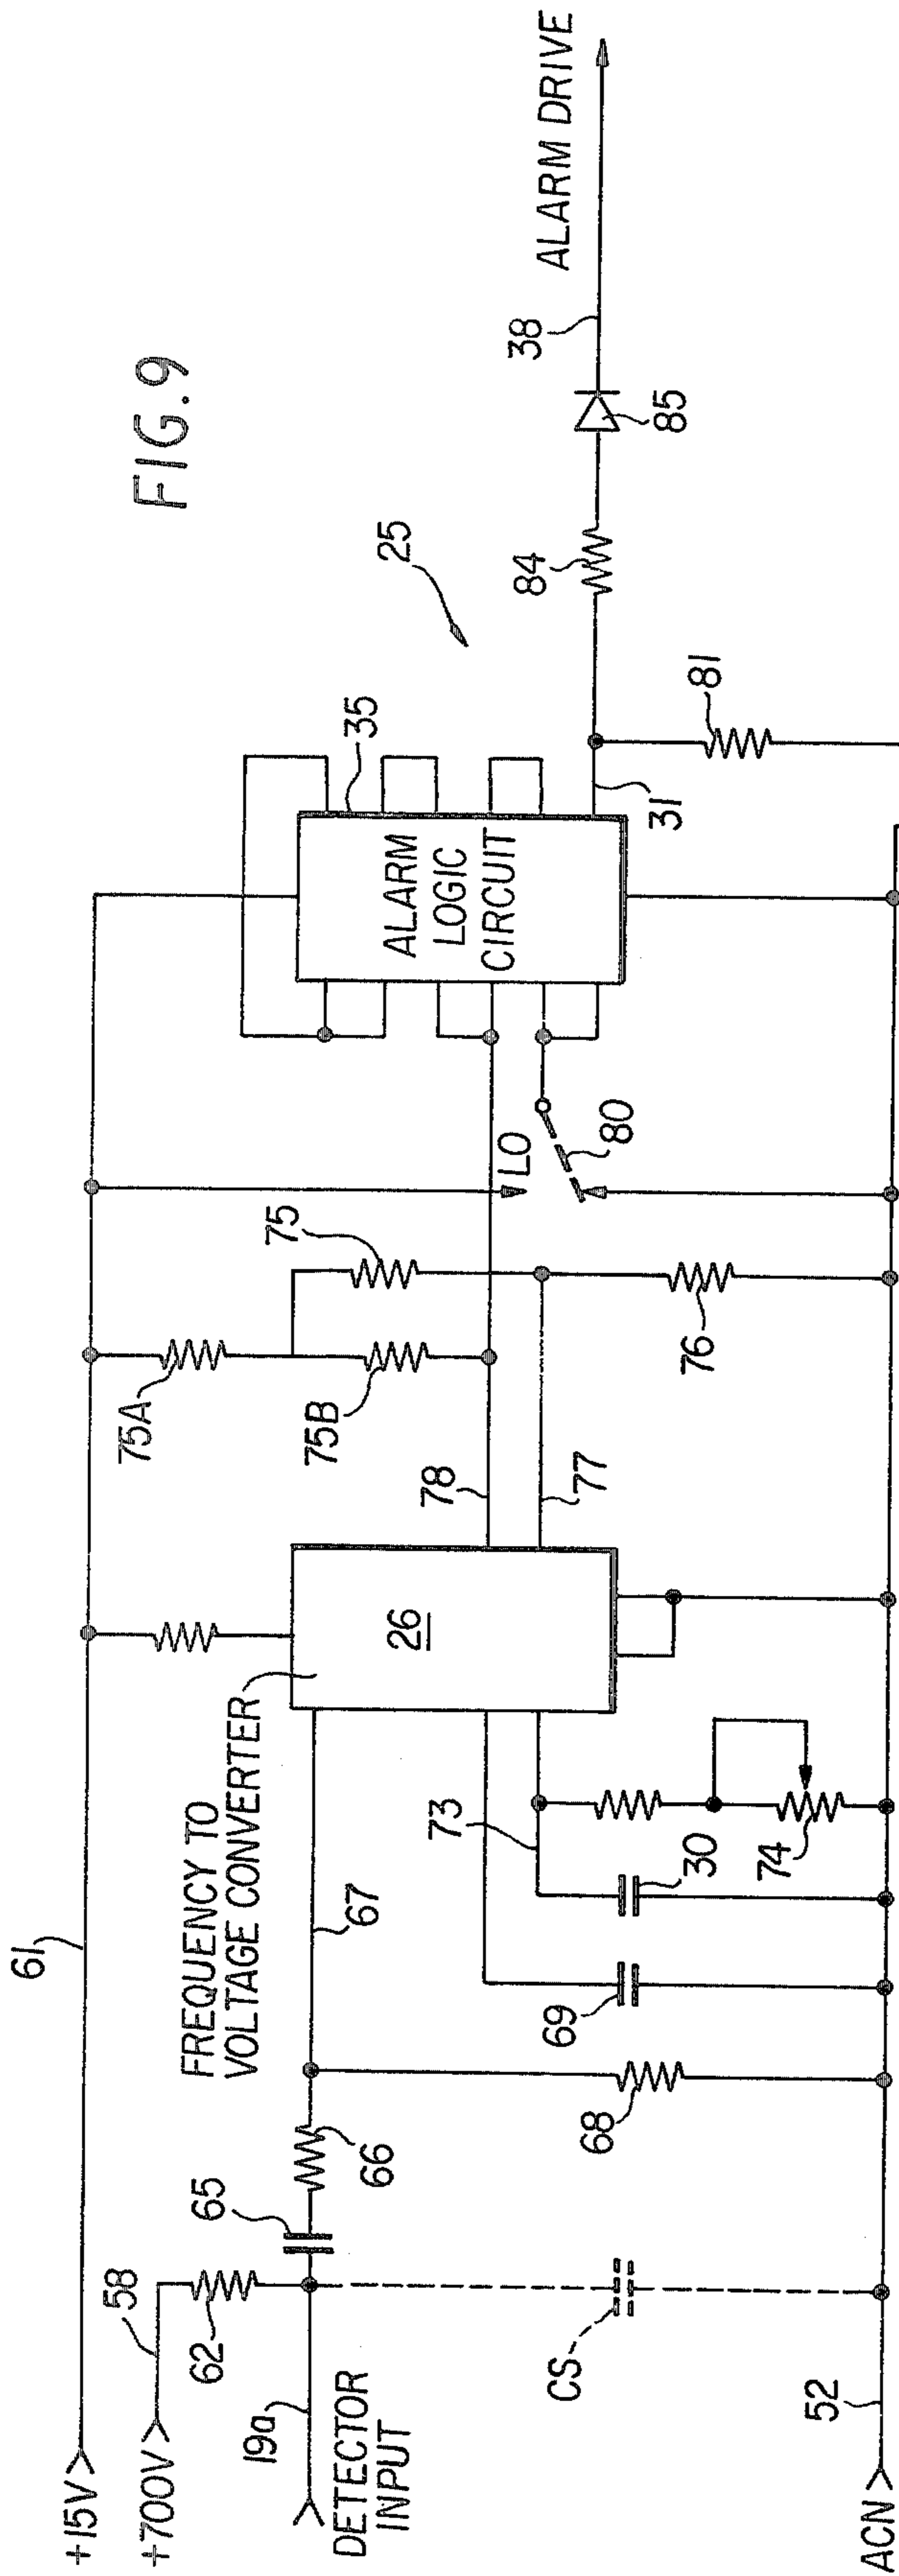 FIG. 9
+15V
61
+700V
58
62
19a
DETECTOR
INPUT
65
66
67
68
69
CS
52
ACN
FREQUENCY TO
VOLTAGE CONVERTER
26
73
30
74
75A
75B
75
76
77
78
LO
80
ALARM
LOGIC
CIRCUIT
35
25
31
81
84
85
38
ALARM DRIVE